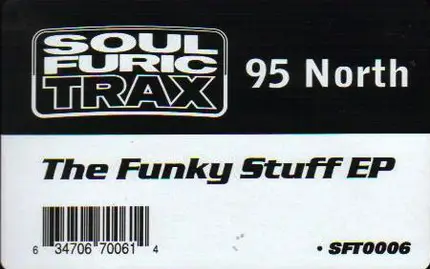 SOUL
FURIC
TRAX
95 North
The Funky Stuff EP
6 34706 70061 4
• SFT0006